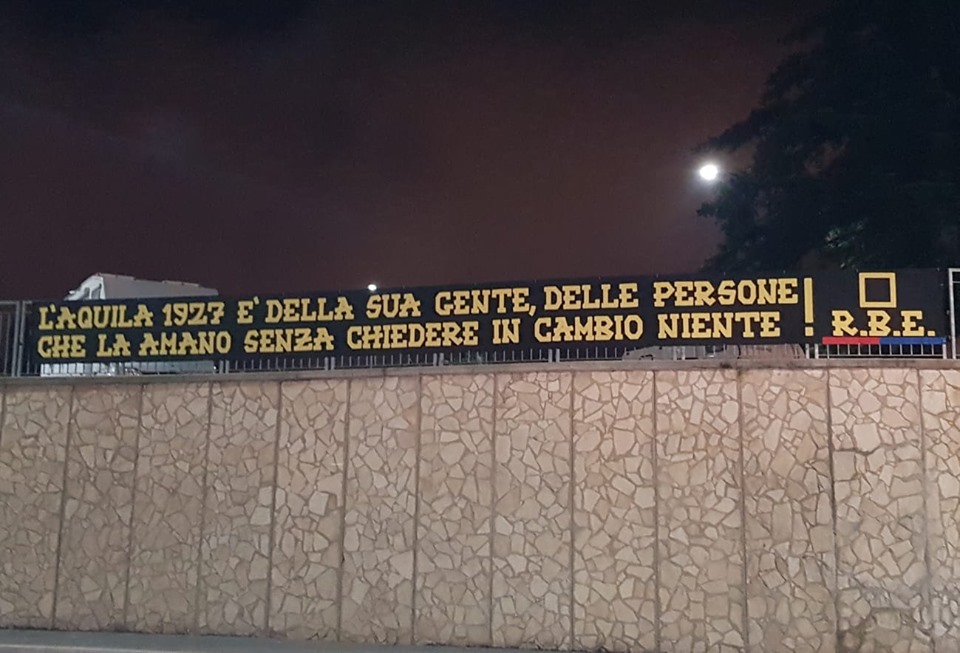 L'AQUILA 1927 E' DELLA SUA GENTE, DELLE PERSONE
CHE LA AMANO SENZA CHIEDERE IN CAMBIO NIENTE !
R.B.E.